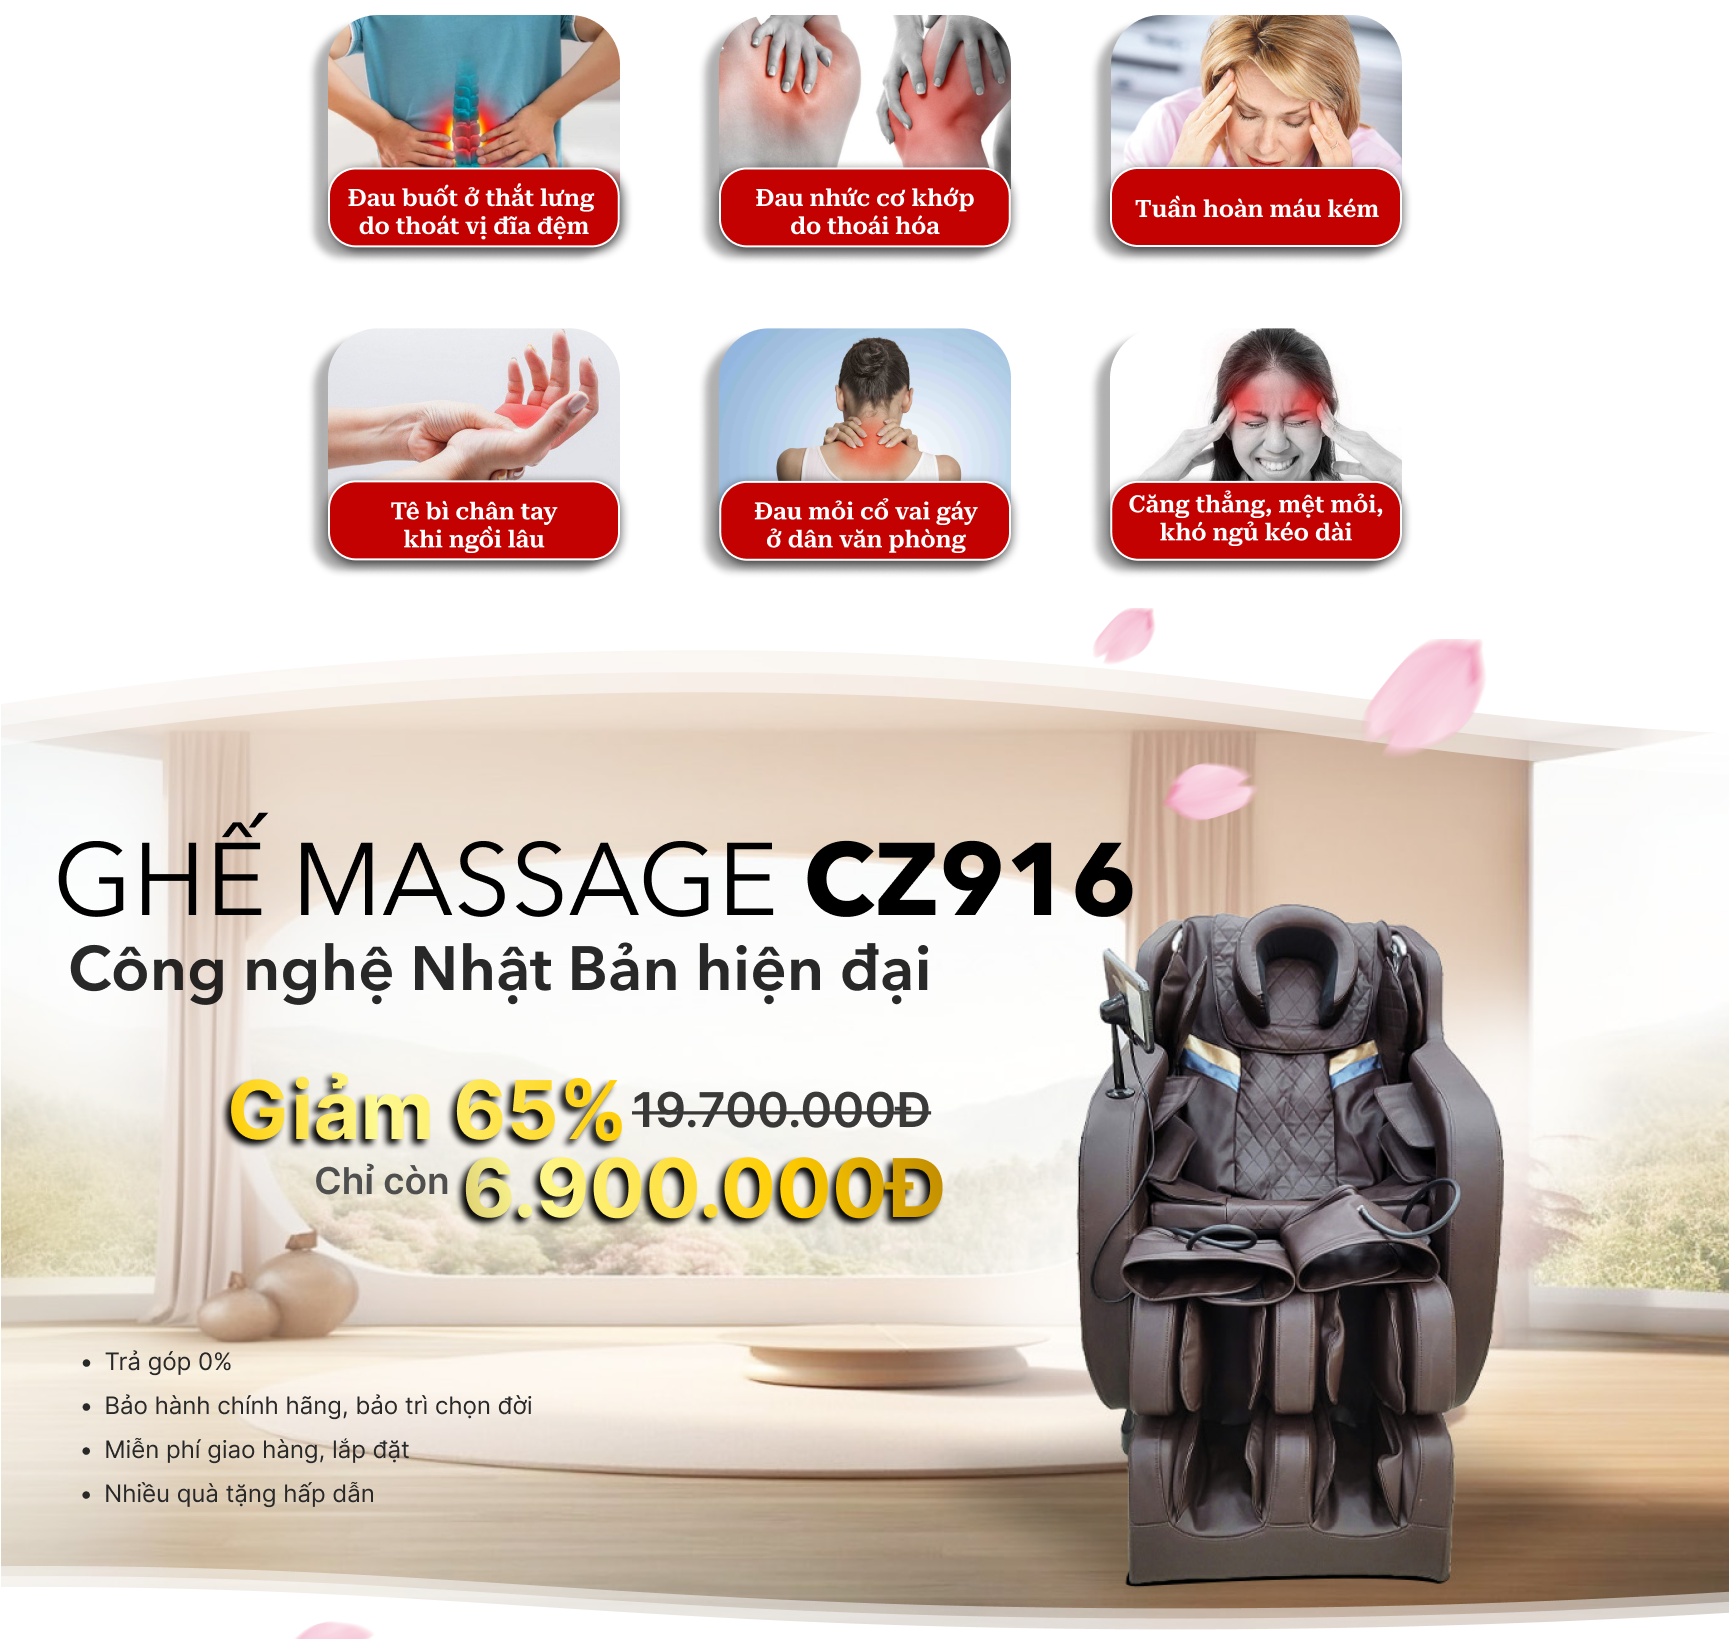 Đau buốt ở thắt lưng
do thoát vị đĩa đệm
Đau nhức cơ khớp
do thoái hóa
Tuần hoàn máu kém
Tê bì chân tay
khi ngồi lâu
Đau mỏi cổ vai gáy
ở dân văn phòng
Căng thẳng, mệt mỏi,
khó ngủ kéo dài
GHẾ MASSAGE CZ916
Công nghệ Nhật Bản hiện đại
Giảm 65% 19.700.000Đ
Chỉ còn 6.900.000Đ
• Trả góp 0%
• Bảo hành chính hãng, bảo trì chọn đời
• Miễn phí giao hàng, lắp đặt
• Nhiều quà tặng hấp dẫn